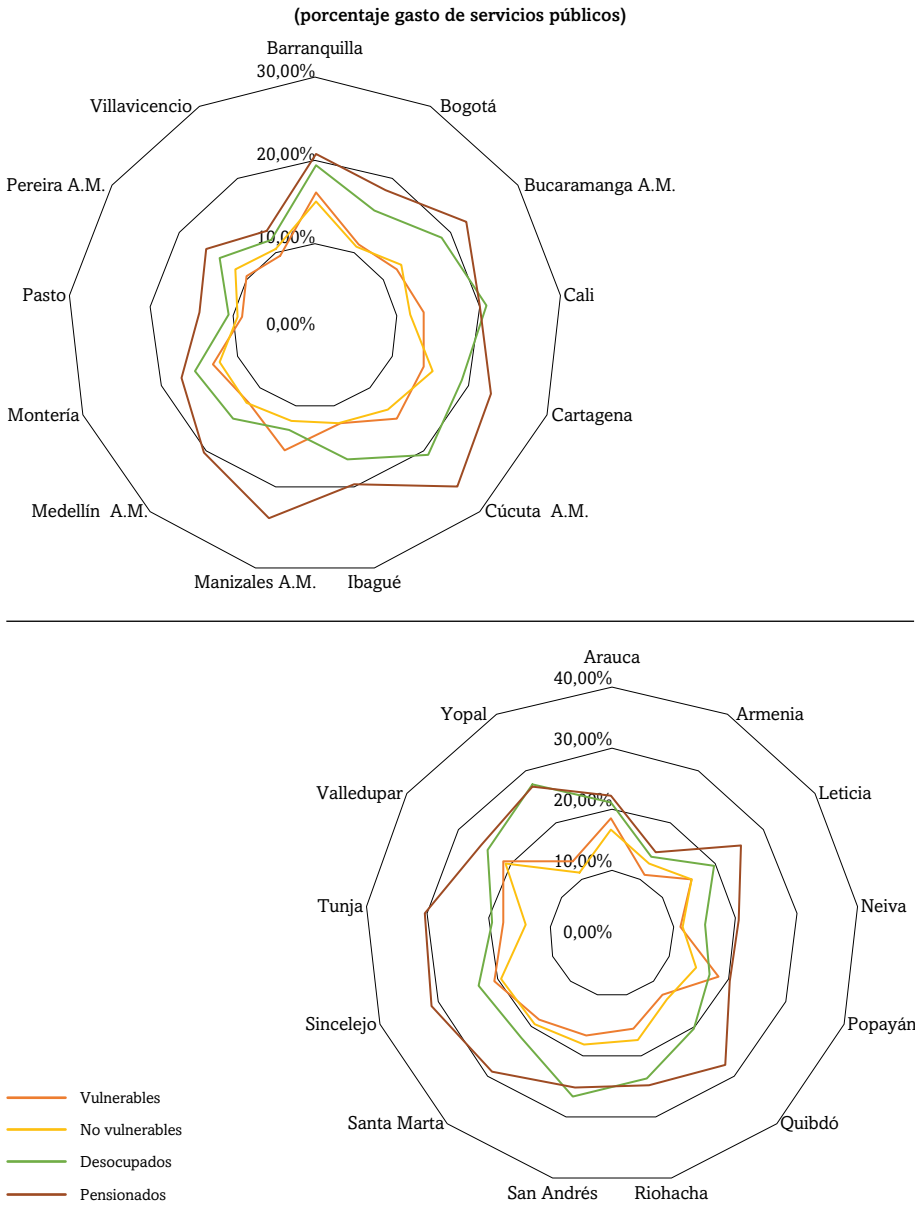 (porcentaje gasto de servicios públicos)
Barranquilla
30,00%
Villavicencio
Bogotá
20,00%
Pereira A.M.
Bucaramanga A.M.
10,00%
Pasto
Cali
0,00%
Montería
Cartagena
Medellín A.M.
Cúcuta A.M.
Manizales A.M.
Ibagué
Arauca
40,00%
Yopal
Armenia
30,00%
Valledupar
Leticia
20,00%
10,00%
Tunja
Neiva
0,00%
Sincelejo
Popayán
Santa Marta
Quibdó
San Andrés
Riohacha
Vulnerables
No vulnerables
Desocupados
Pensionados